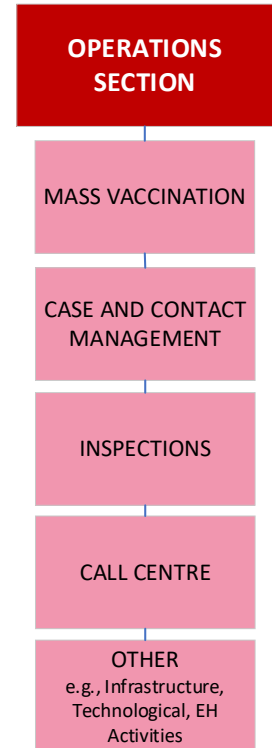 OPERATIONS
SECTION
MASS VACCINATION
CASE AND CONTACT
MANAGEMENT
INSPECTIONS
CALL CENTRE
OTHER
e.g., Infrastructure,
Technological, EH
Activities